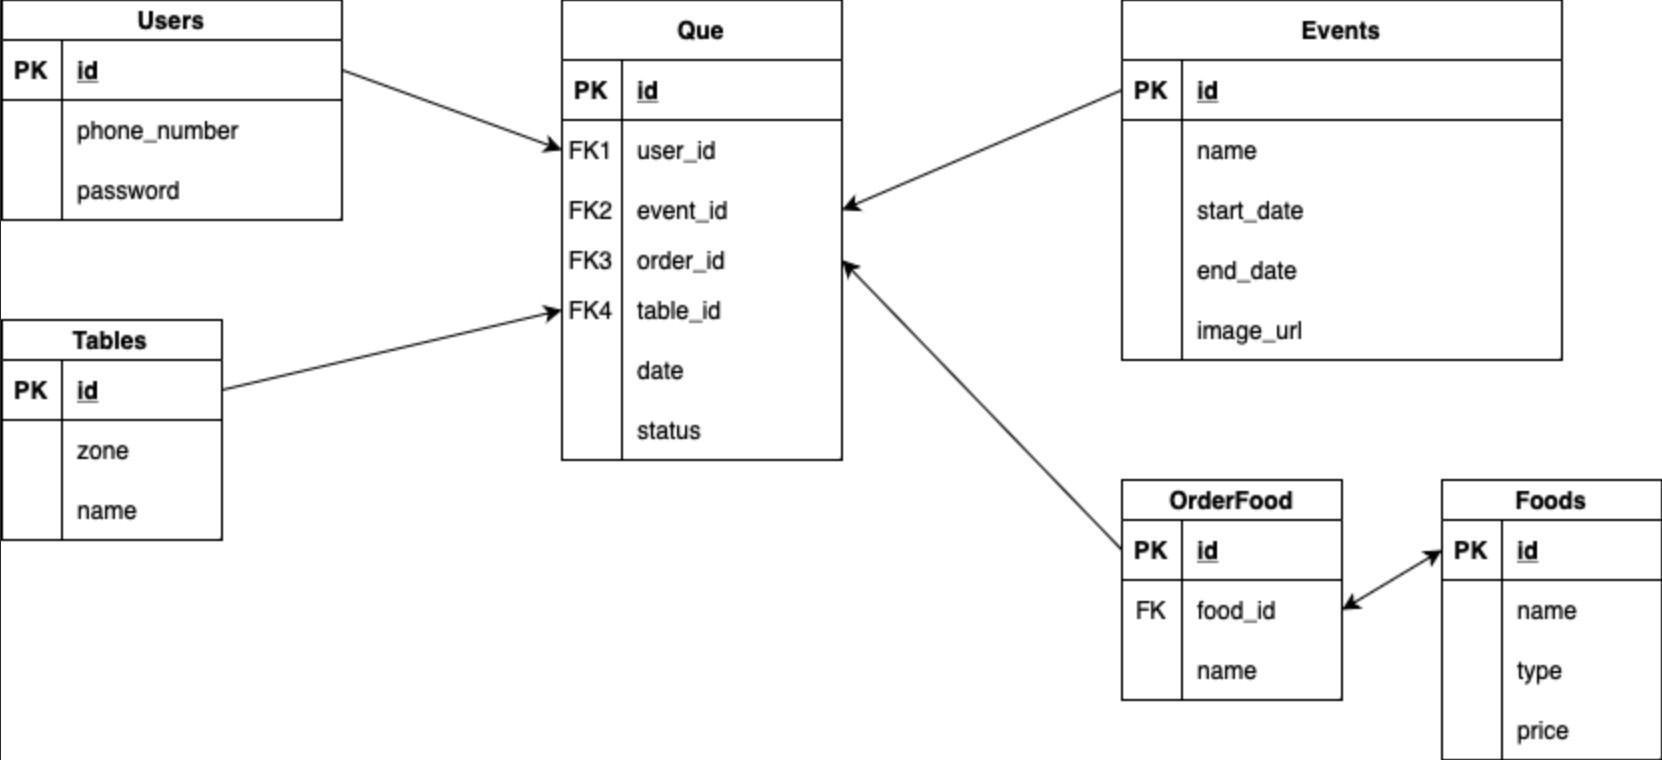 Users
PK id
phone_number
password
Que
PK id
FK1 user_id
FK2 event_id
FK3 order_id
FK4 table_id
date
status
Events
PK id
name
start_date
end_date
image_url
Tables
PK id
zone
name
OrderFood
PK id
FK food_id
name
Foods
PK id
name
type
price